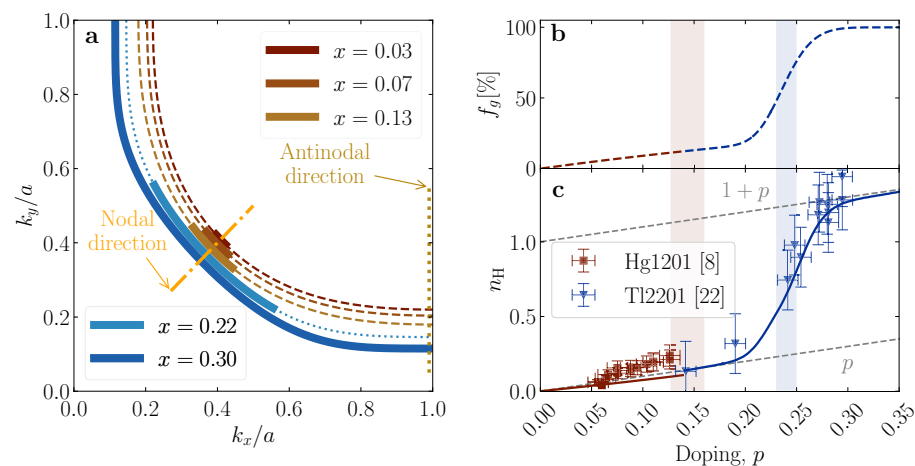 a
x = 0.03
x = 0.07
x = 0.13
Antinodal
direction
Nodal
direction
x = 0.22
x = 0.30
1.0
0.8
0.6
0.4
0.2
0.0
k_y/a
0.0 0.2 0.4 0.6 0.8 1.0
k_x/a
b
100
50
0
f_g[%]
c
1 + p
Hg1201 [8]
Tl2201 [22]
p
1.0
0.5
0.0
n_H
0.00 0.05 0.10 0.15 0.20 0.25 0.30 0.35
Doping, p